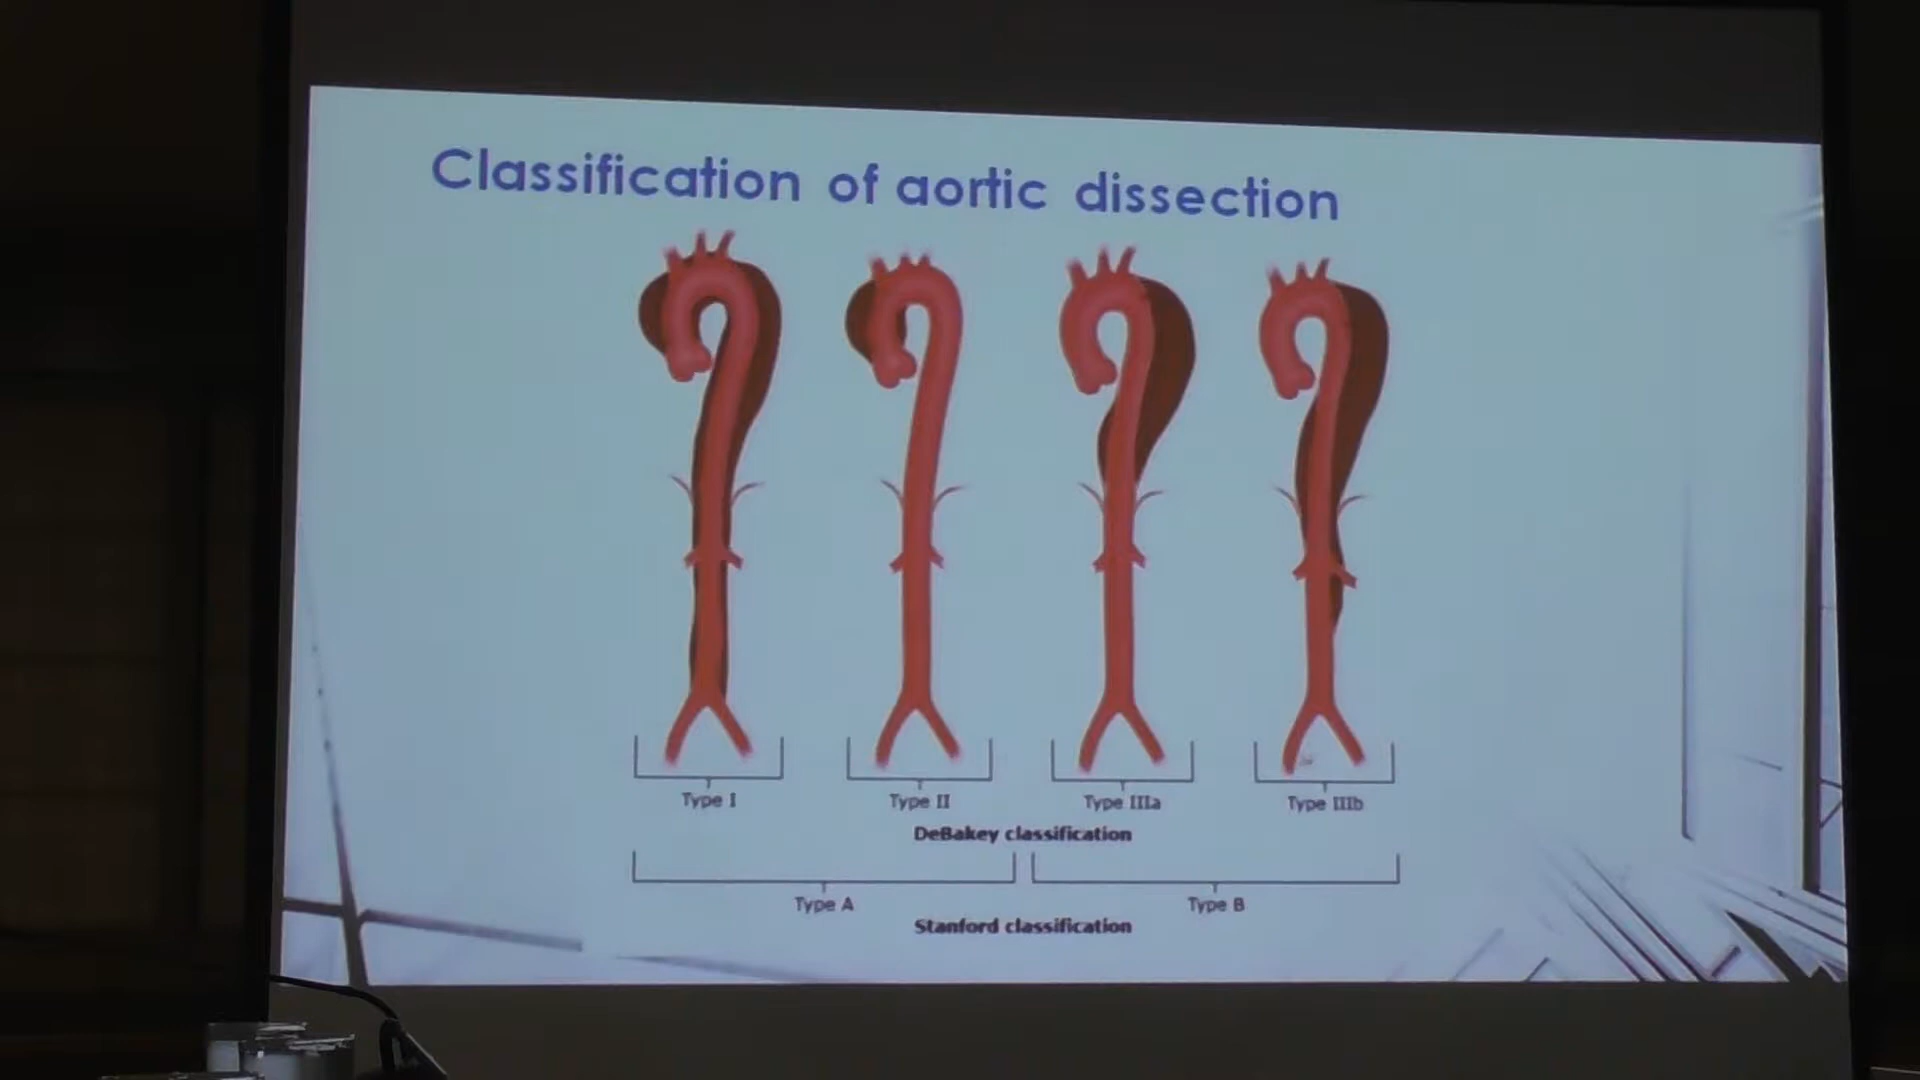 Classification of aortic dissection
Type I
Type II
Type IIIa
Type IIIb
DeBakey classification
Type A
Type B
Stanford classification